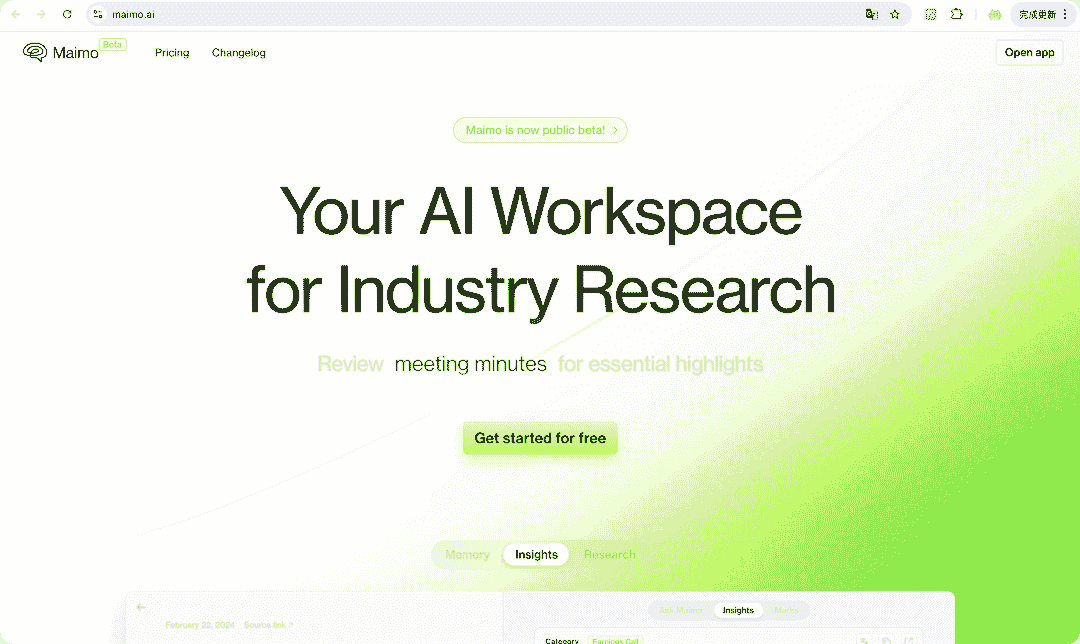 maimo.ai
完成更新
Maimo
Beta
Pricing
Changelog
Open app
Maimo is now public beta!
Your AI Workspace
for Industry Research
Review meeting minutes for essential highlights
Get started for free
Memory
Insights
Research
February 22, 2024
Source link
Insights
Memo
Category
Earnings Call